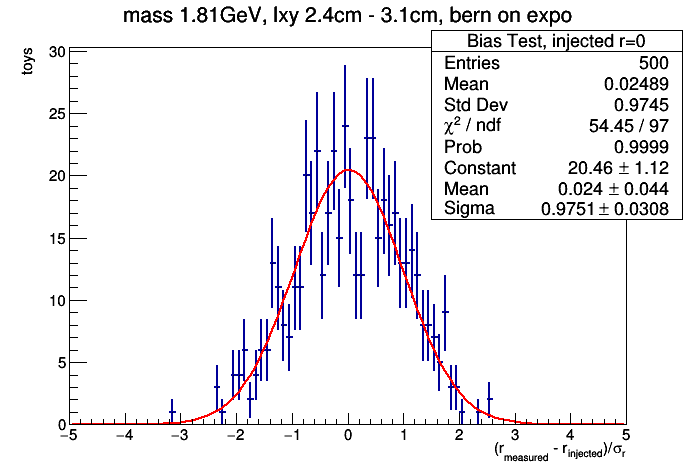 mass 1.81GeV, lxy 2.4cm - 3.1cm, bern on expo
Bias Test, injected r=0
Entries 500
Mean 0.02489
Std Dev 0.9745
χ² / ndf 54.45 / 97
Prob 0.9999
Constant 20.46 ± 1.12
Mean 0.024 ± 0.044
Sigma 0.9751 ± 0.0308
toys
30
25
20
15
10
5
0
−5 −4 −3 −2 −1 0 1 2 3 4 5
(r_measured - r_injected)/σ_r